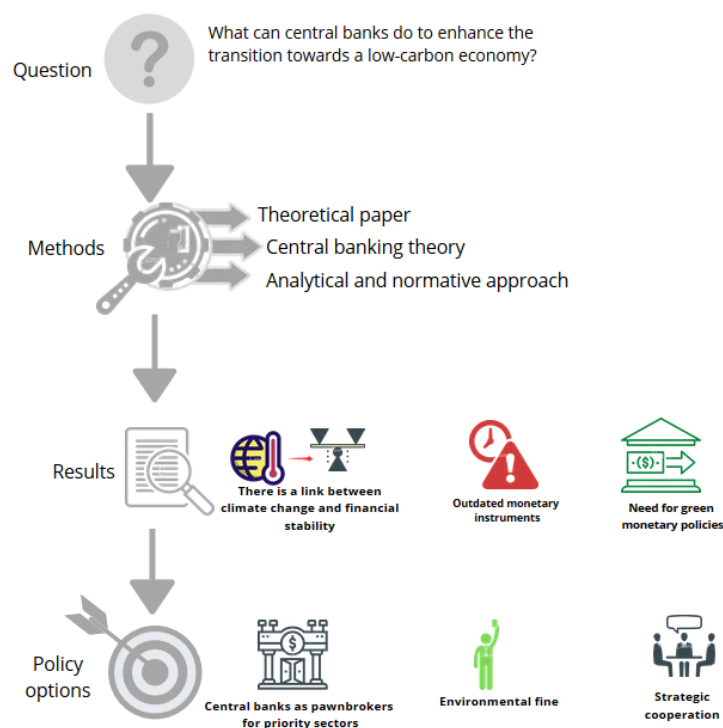 What can central banks do to enhance the
transition towards a low-carbon economy?
Question
Theoretical paper
Methods
Central banking theory
Analytical and normative approach
Results
There is a link between
climate change and financial
stability
Outdated monetary
instruments
Need for green
monetary policies
Policy
options
Central banks as pawnbrokers
for priority sectors
Environmental fine
Strategic
cooperation